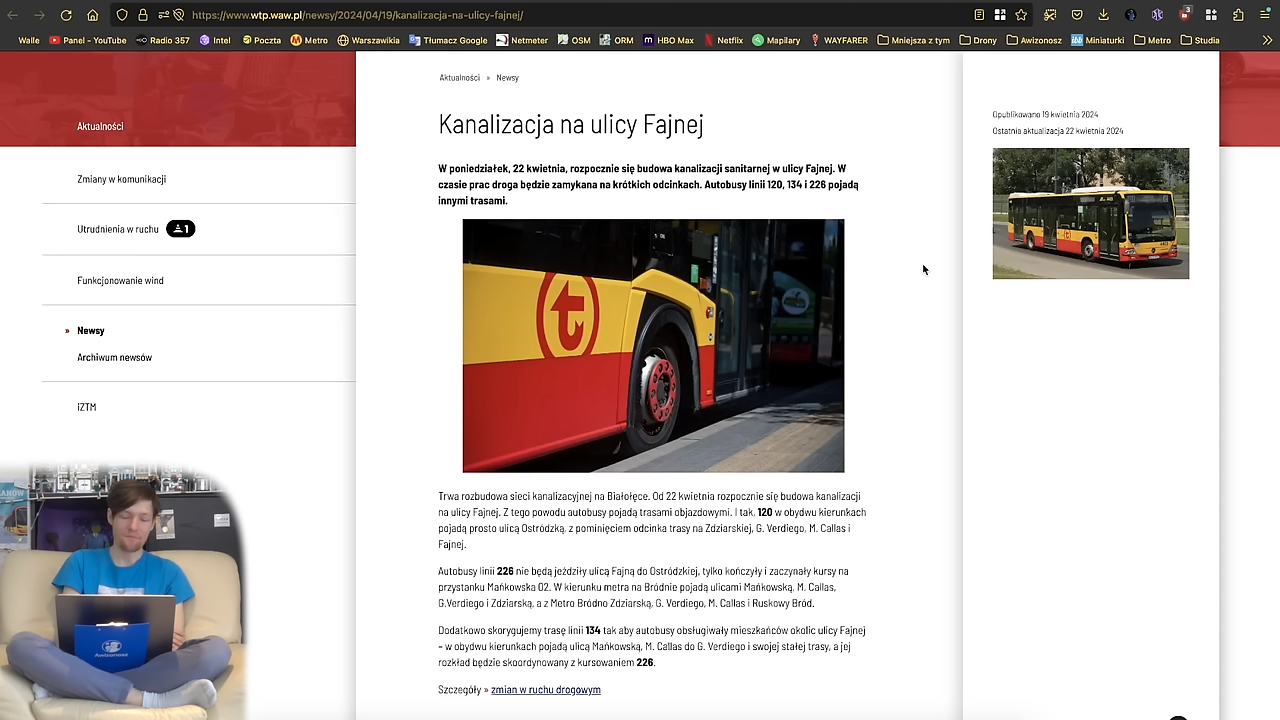 https://www.wtp.waw.pl/newsy/2024/04/19/kanalizacja-na-ulicy-fajnej/
3
Walle Panel - YouTube Radio 357 Intel Poczta Metro Warszawikia Tłumacz Google Netmeter OSM ORM HBO Max Netflix Mapilary WAYFARER Mniejsza z tym Drony Awizonosz Miniaturki Metro Studia
Aktualności
Zmiany w komunikacji
Utrudnienia w ruchu 1
Funkcjonowanie wind
» Newsy
Archiwum newsów
iZTM
Aktualności » Newsy
Kanalizacja na ulicy Fajnej
W poniedziałek, 22 kwietnia, rozpocznie się budowa kanalizacji sanitarnej w ulicy Fajnej. W
czasie prac droga będzie zamykana na krótkich odcinkach. Autobusy linii 120, 134 i 226 pojadą
innymi trasami.
Trwa rozbudowa sieci kanalizacyjnej na Białołęce. Od 22 kwietnia rozpocznie się budowa kanalizacji
na ulicy Fajnej. Z tego powodu autobusy pojadą trasami objazdowymi. I tak, 120 w obydwu kierunkach
pojadą prosto ulicą Ostródzką, z pominięciem odcinka trasy na Zdziarskiej, G. Verdiego, M. Callas i
Fajnej.
Autobusy linii 226 nie będą jeździły ulicą Fajną do Ostródzkiej, tylko kończyły i zaczynały kursy na
przystanku Mańkowska 02. W kierunku metra na Bródnie pojadą ulicami Mańkowską, M. Callas,
G.Verdiego i Zdziarską, a z Metro Bródno Zdziarską, G. Verdiego, M. Callas i Ruskowy Bród.
Dodatkowo skorygujemy trasę linii 134 tak aby autobusy obsługiwały mieszkańców okolic ulicy Fajnej
– w obydwu kierunkach pojadą ulicą Mańkowską, M. Callas do G. Verdiego i swojej stałej trasy, a jej
rozkład będzie skoordynowany z kursowaniem 226.
Szczegóły » zmian w ruchu drogowym
Opublikowano 19 kwietnia 2024
Ostatnia aktualizacja 22 kwietnia 2024
Awizonosz